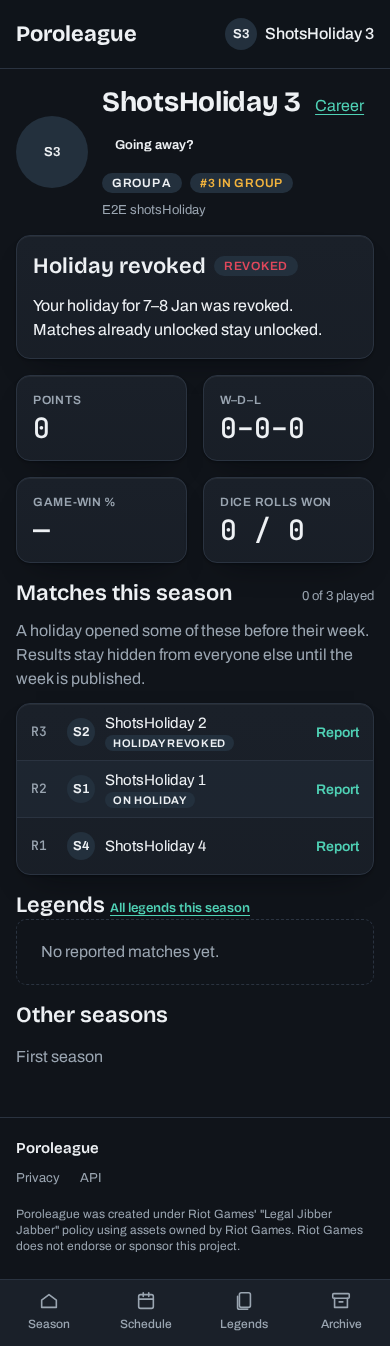 Poroleague
S3 ShotsHoliday 3
ShotsHoliday 3 Career
S3
Going away?
GROUP A #3 IN GROUP
E2E shotsHoliday
Holiday revoked REVOKED
Your holiday for 7–8 Jan was revoked.
Matches already unlocked stay unlocked.
POINTS
0
W–D–L
0–0–0
GAME-WIN %
—
DICE ROLLS WON
0 / 0
Matches this season 0 of 3 played
A holiday opened some of these before their week.
Results stay hidden from everyone else until the
week is published.
R3 S2 ShotsHoliday 2 Report
HOLIDAY REVOKED
R2 S1 ShotsHoliday 1 Report
ON HOLIDAY
R1 S4 ShotsHoliday 4 Report
Legends All legends this season
No reported matches yet.
Other seasons
First season
Poroleague
Privacy API
Poroleague was created under Riot Games' "Legal Jibber
Jabber" policy using assets owned by Riot Games. Riot Games
does not endorse or sponsor this project.
Season Schedule Legends Archive